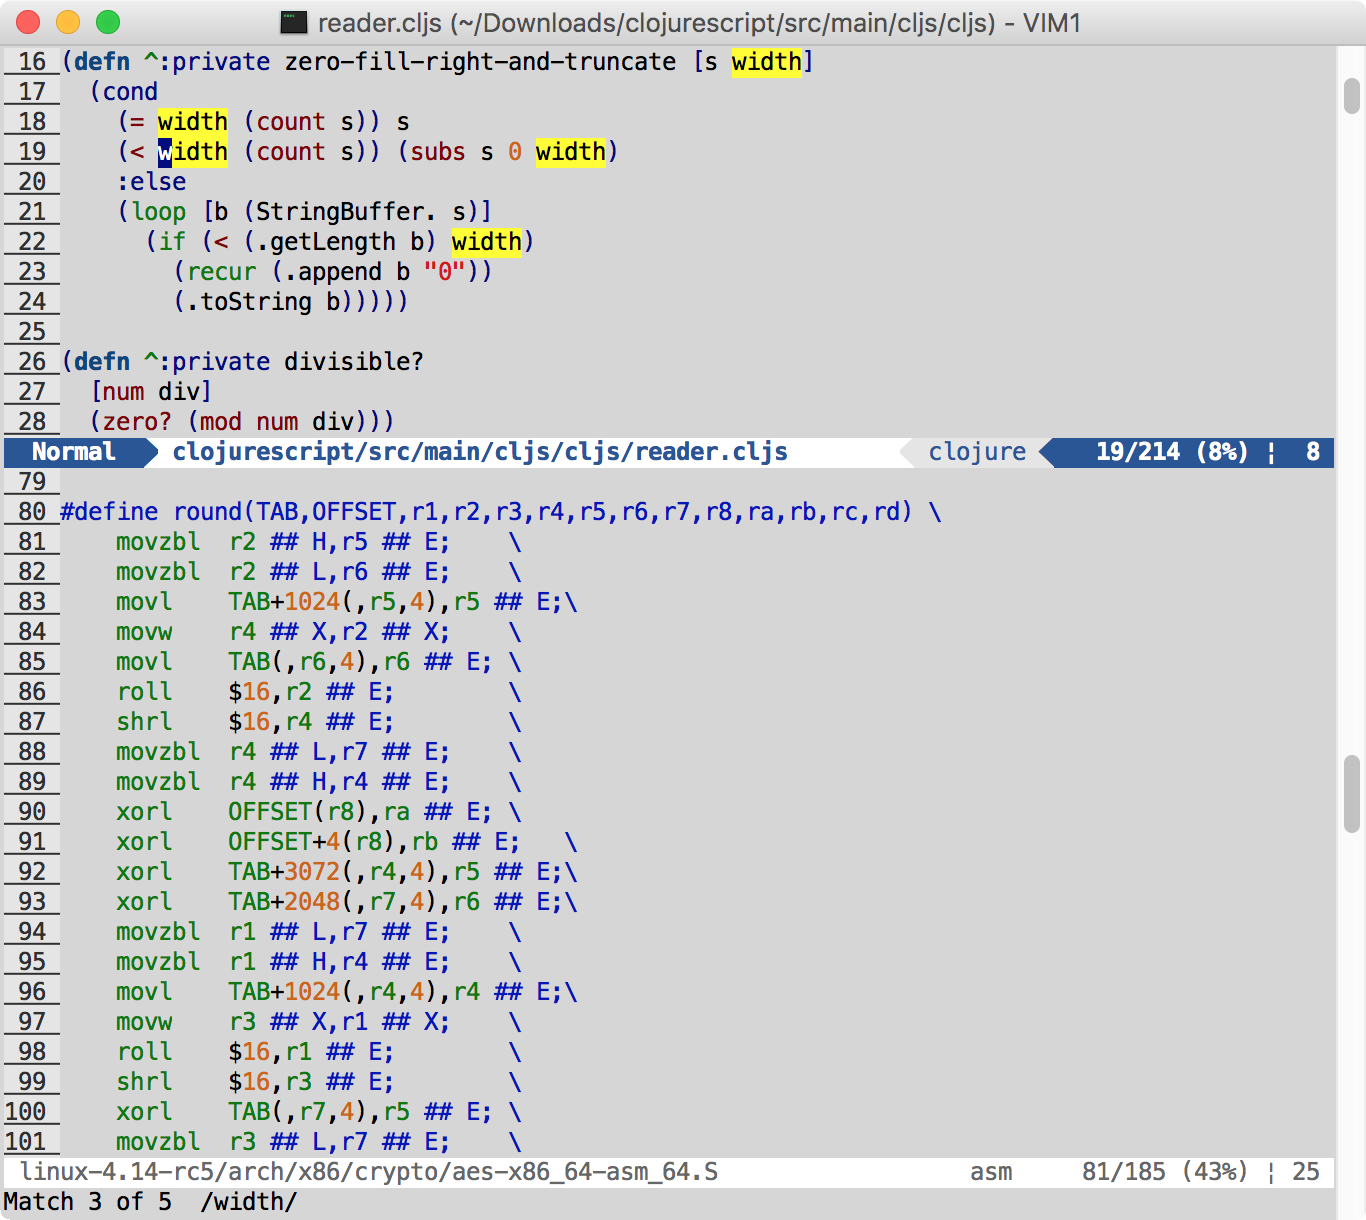 reader.cljs (~/Downloads/clojurescript/src/main/cljs/cljs) - VIM1
16 (defn ^:private zero-fill-right-and-truncate [s width]
17   (cond
18     (= width (count s)) s
19     (< width (count s)) (subs s 0 width)
20     :else
21     (loop [b (StringBuffer. s)]
22       (if (< (.getLength b) width)
23         (recur (.append b "0"))
24         (.toString b)))))
25
26 (defn ^:private divisible?
27   [num div]
28   (zero? (mod num div)))
Normal clojurescript/src/main/cljs/cljs/reader.cljs clojure 19/214 (8%) ¦ 8
79
80 #define round(TAB,OFFSET,r1,r2,r3,r4,r5,r6,r7,r8,ra,rb,rc,rd) \
81     movzbl  r2 ## H,r5 ## E;    \
82     movzbl  r2 ## L,r6 ## E;    \
83     movl    TAB+1024(,r5,4),r5 ## E;\
84     movw    r4 ## X,r2 ## X;    \
85     movl    TAB(,r6,4),r6 ## E; \
86     roll    $16,r2 ## E;        \
87     shrl    $16,r4 ## E;        \
88     movzbl  r4 ## L,r7 ## E;    \
89     movzbl  r4 ## H,r4 ## E;    \
90     xorl    OFFSET(r8),ra ## E; \
91     xorl    OFFSET+4(r8),rb ## E;   \
92     xorl    TAB+3072(,r4,4),r5 ## E;\
93     xorl    TAB+2048(,r7,4),r6 ## E;\
94     movzbl  r1 ## L,r7 ## E;    \
95     movzbl  r1 ## H,r4 ## E;    \
96     movl    TAB+1024(,r4,4),r4 ## E;\
97     movw    r3 ## X,r1 ## X;    \
98     roll    $16,r1 ## E;        \
99     shrl    $16,r3 ## E;        \
100     xorl    TAB(,r7,4),r5 ## E; \
101     movzbl  r3 ## L,r7 ## E;    \
linux-4.14-rc5/arch/x86/crypto/aes-x86_64-asm_64.S asm 81/185 (43%) ¦ 25
Match 3 of 5  /width/